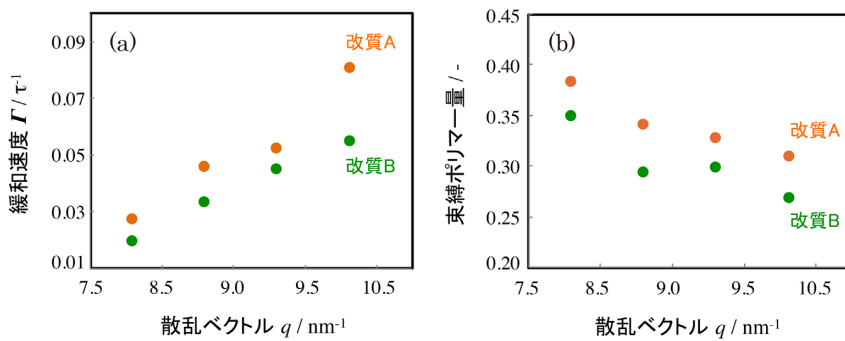 (a)
改質A
改質B
緩和速度 Γ / τ-1
0.09
0.07
0.05
0.03
0.01
7.5 8.5 9.0 9.5 10.5
散乱ベクトル q / nm-1
(b)
改質A
改質B
束縛ポリマー量 / -
0.45
0.40
0.35
0.30
0.25
0.20
7.5 8.5 9.0 9.5 10.5
散乱ベクトル q / nm-1